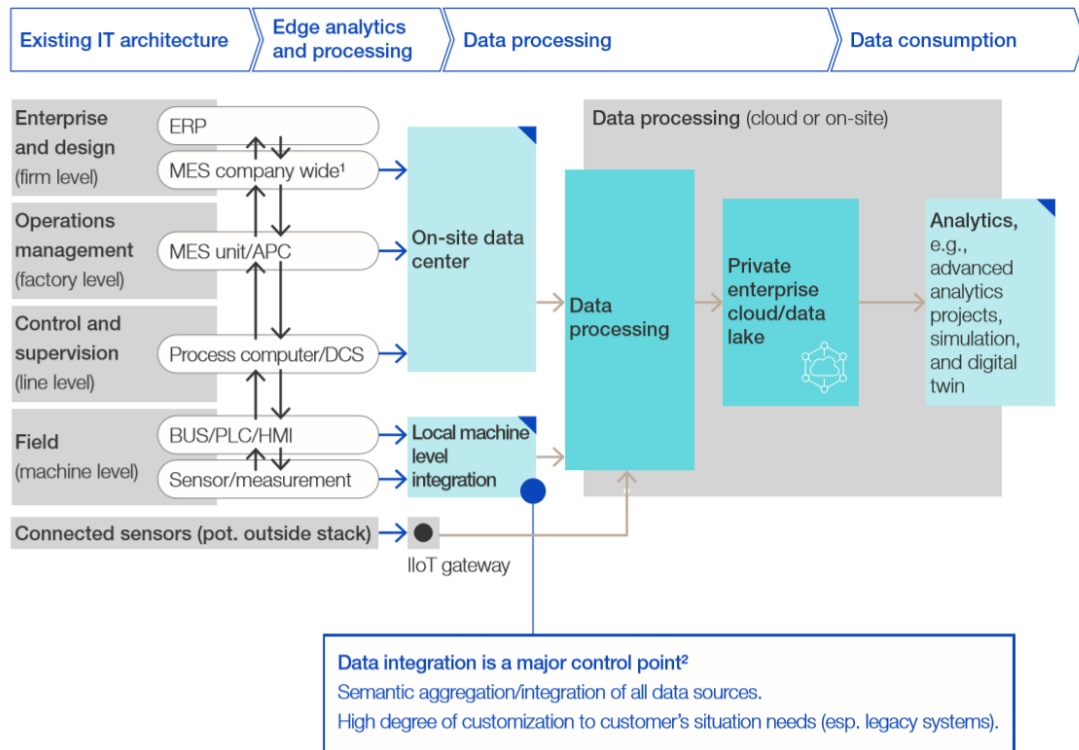 Existing IT architecture
Edge analytics
and processing
Data processing
Data consumption
Enterprise
and design
(firm level)
ERP
MES company wide¹
Operations
management
(factory level)
MES unit/APC
Control and
supervision
(line level)
Process computer/DCS
Field
(machine level)
BUS/PLC/HMI
Sensor/measurement
Connected sensors (pot. outside stack)
On-site data
center
Local machine
level
integration
IIoT gateway
Data processing (cloud or on-site)
Data
processing
Private
enterprise
cloud/data
lake
Analytics,
e.g.,
advanced
analytics
projects,
simulation,
and digital
twin
Data integration is a major control point²
Semantic aggregation/integration of all data sources.
High degree of customization to customer's situation needs (esp. legacy systems).